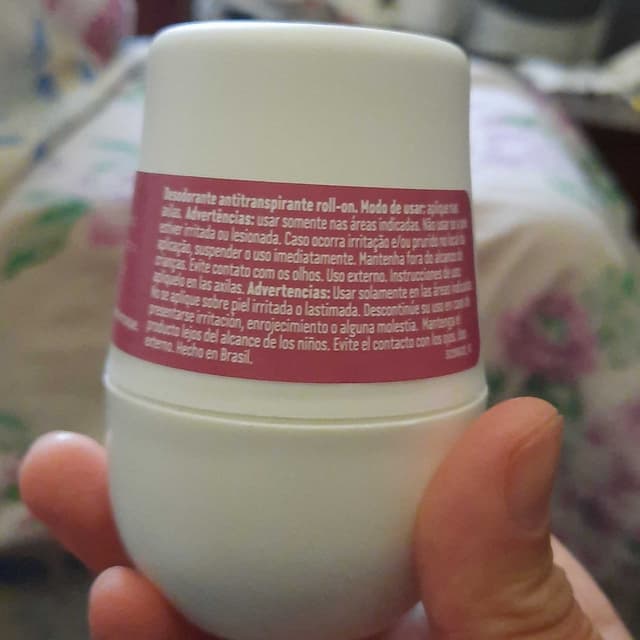 Desodorante antitranspirante roll-on. Modo de usar: aplique nas
axilas. Advertências: usar somente nas áreas indicadas. Não usar se a pele
estiver irritada ou lesionada. Caso ocorra irritação e/ou prurido no local da
aplicação, suspender o uso imediatamente. Mantenha fora do alcance de
crianças. Evite contato com os olhos. Uso externo. Instrucciones de uso:
aplíquelo en las axilas. Advertencias: Usar solamente en las áreas indicadas.
No se aplique sobre piel irritada o lastimada. Descontinúe su uso en caso de
presentarse irritación, enrojecimiento o alguna molestia. Mantenga el
producto lejos del alcance de los niños. Evite el contacto con los ojos. Uso
externo. Hecho en Brasil.